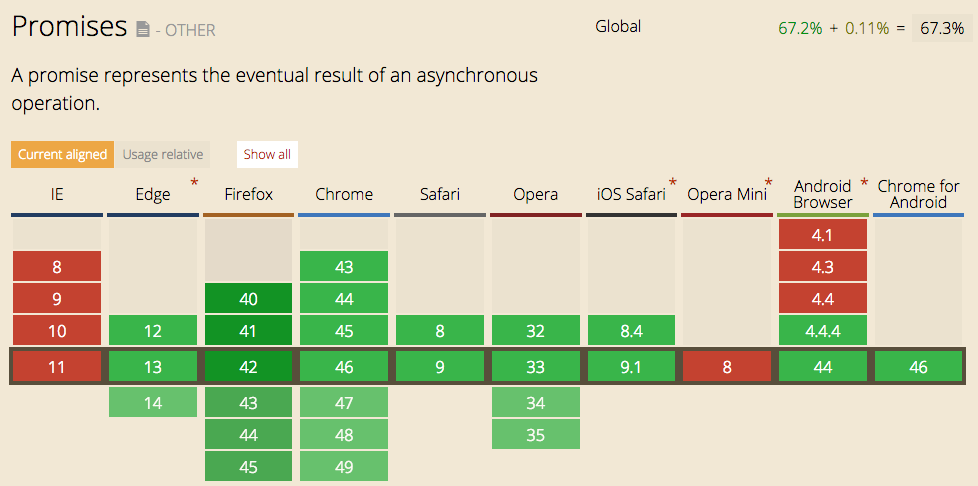 Promises - OTHER
Global 67.2% + 0.11% = 67.3%
A promise represents the eventual result of an asynchronous
operation.
Current aligned Usage relative Show all
IE Edge * Firefox Chrome Safari Opera iOS Safari * Opera Mini * Android Browser * Chrome for Android
4.1
8 43 4.3
9 40 44 4.4
10 12 41 45 8 32 8.4 4.4.4
11 13 42 46 9 33 9.1 8 44 46
14 43 47 34
44 48 35
45 49